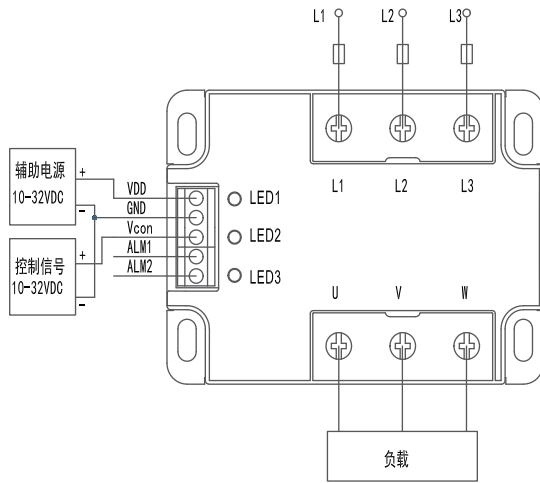 L1 L2 L3
辅助电源
10-32VDC
+
-
控制信号
10-32VDC
+
-
VDD
GND
Vcon
ALM1
ALM2
LED1
LED2
LED3
L1 L2 L3
U V W
负载